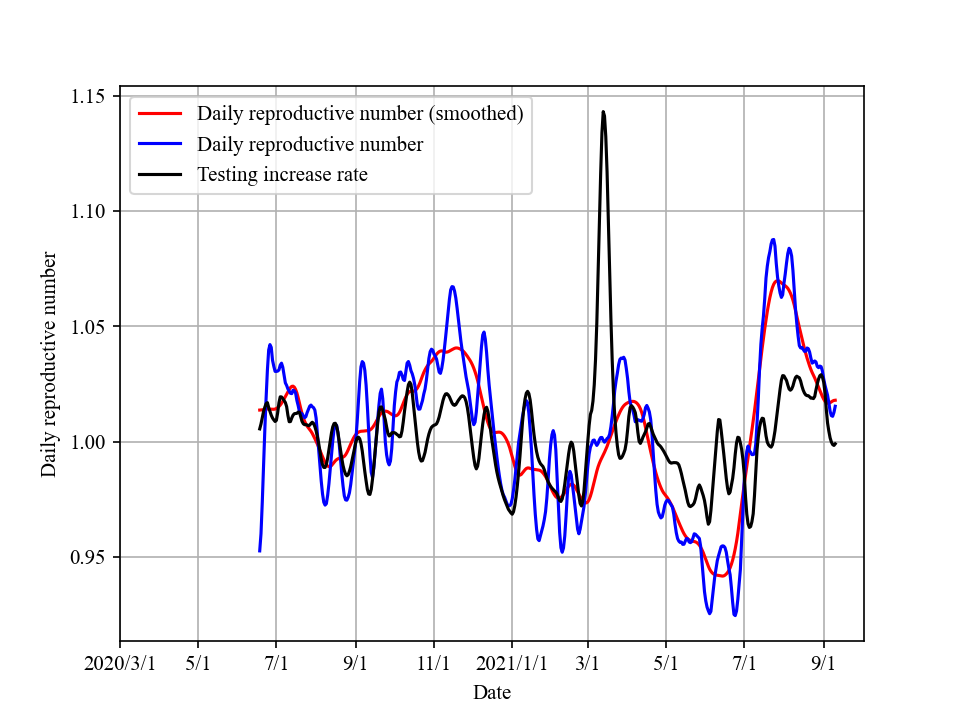 1.15
1.10
1.05
1.00
0.95
Daily reproductive number
Daily reproductive number (smoothed)
Daily reproductive number
Testing increase rate
2020/3/1 5/1 7/1 9/1 11/1 2021/1/1 3/1 5/1 7/1 9/1
Date